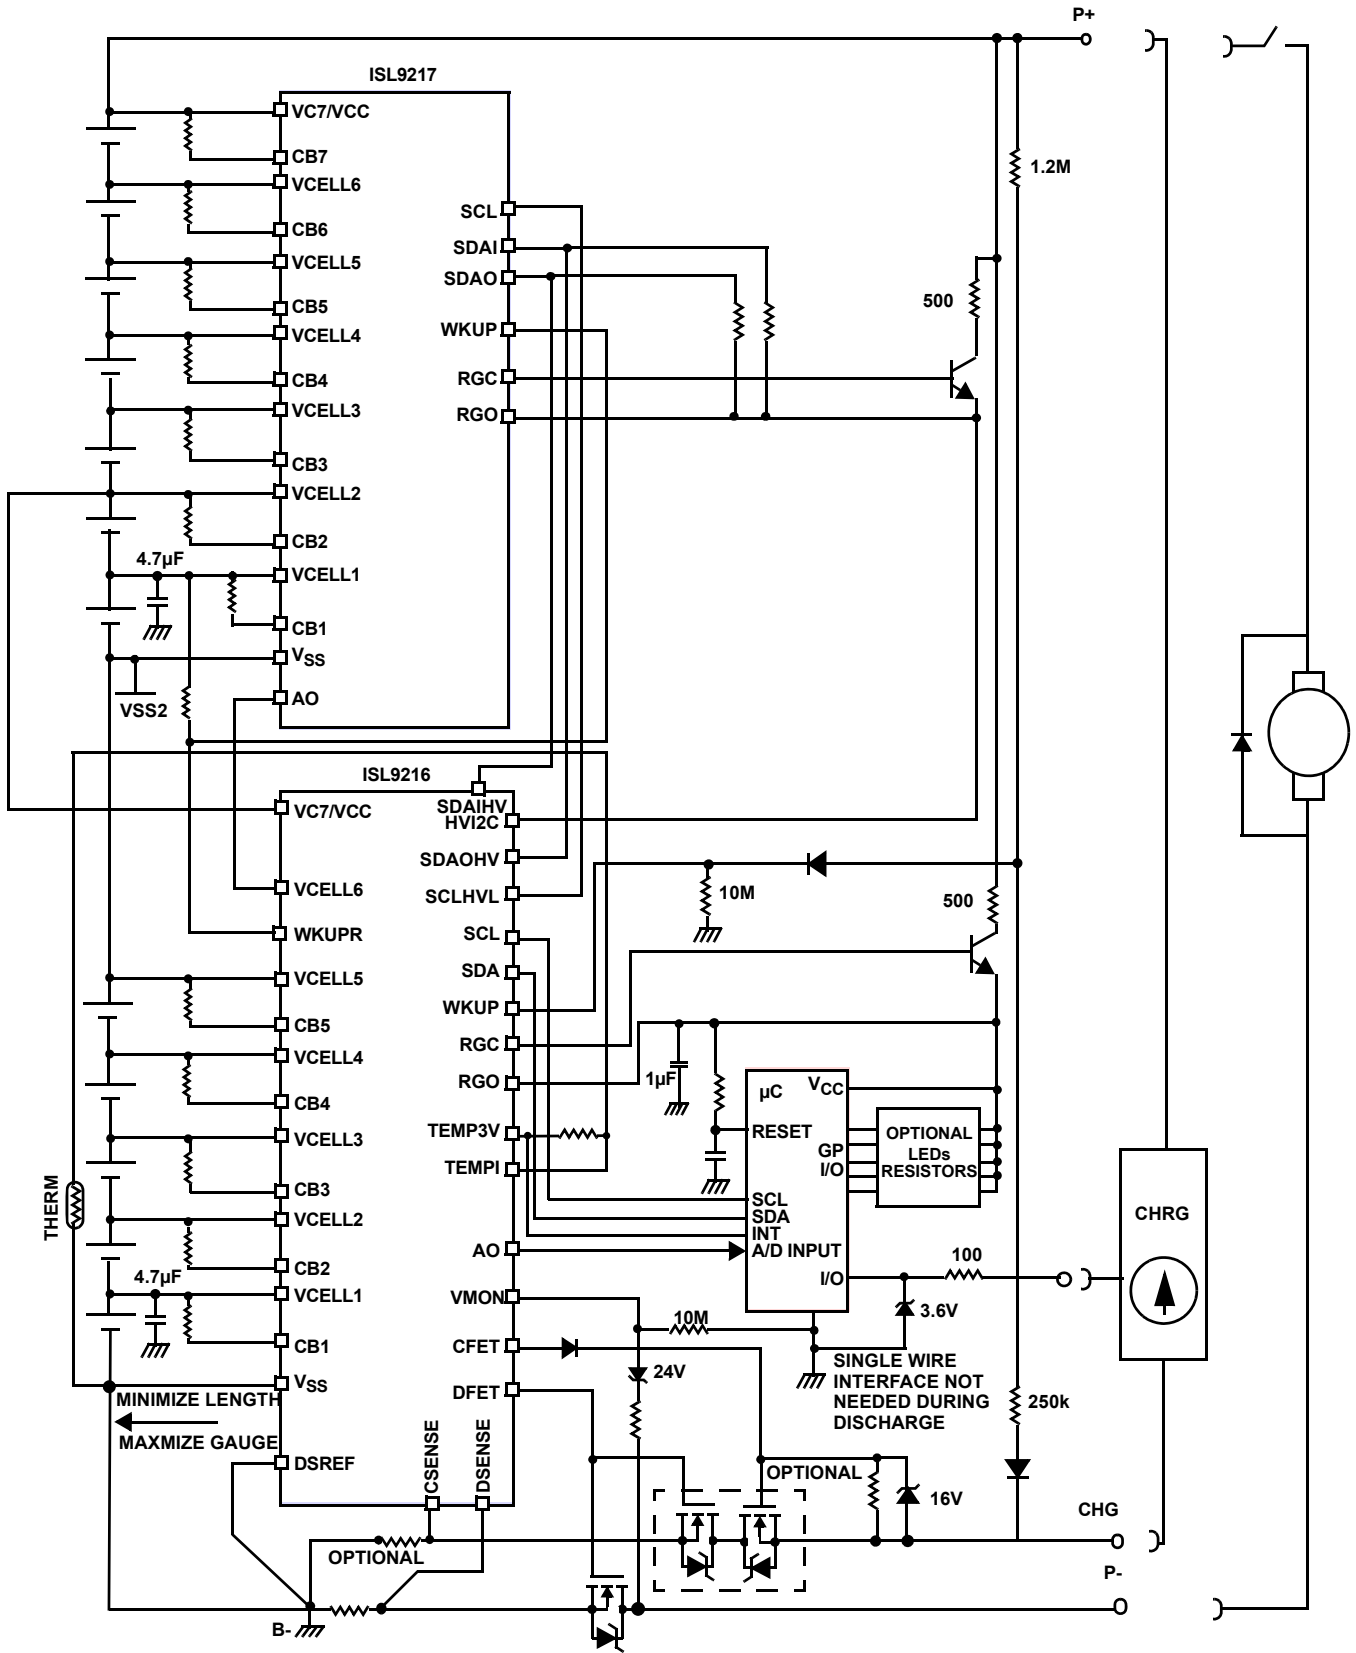 P+
ISL9217
VC7/VCC
CB7
VCELL6
CB6
VCELL5
CB5
VCELL4
CB4
VCELL3
CB3
VCELL2
CB2
4.7µF
VCELL1
CB1
VSS
VSS2
AO
SCL
SDAI
SDAO
WKUP
RGC
RGO
1.2M
500
ISL9216
VC7/VCC
VCELL6
WKUPR
VCELL5
CB5
VCELL4
CB4
VCELL3
CB3
VCELL2
CB2
4.7µF
VCELL1
CB1
VSS
MINIMIZE LENGTH
MAXMIZE GAUGE
DSREF
THERM
SDAIHV
HVI2C
SDAOHV
SCLHVL
SCL
SDA
WKUP
RGC
RGO
TEMP3V
TEMPI
AO
VMON
CFET
DFET
CSENSE
DSENSE
10M
500
1µF
µC
VCC
RESET
GP
I/O
SCL
SDA
INT
A/D INPUT
I/O
OPTIONAL
LEDs
RESISTORS
100
3.6V
10M
24V
SINGLE WIRE
INTERFACE NOT
NEEDED DURING
DISCHARGE
250k
CHRG
OPTIONAL
16V
CHG
OPTIONAL
P-
B-